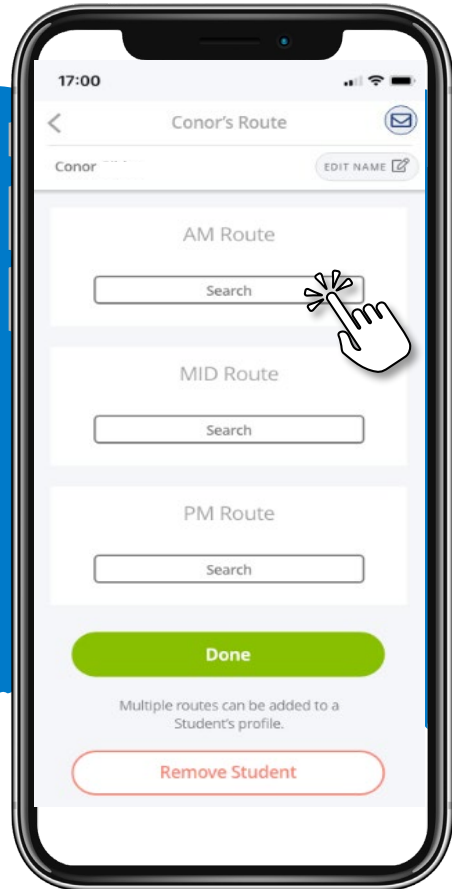 17:00
Conor's Route
Conor
EDIT NAME
AM Route
Search
MID Route
Search
PM Route
Search
Done
Multiple routes can be added to a
Student's profile.
Remove Student